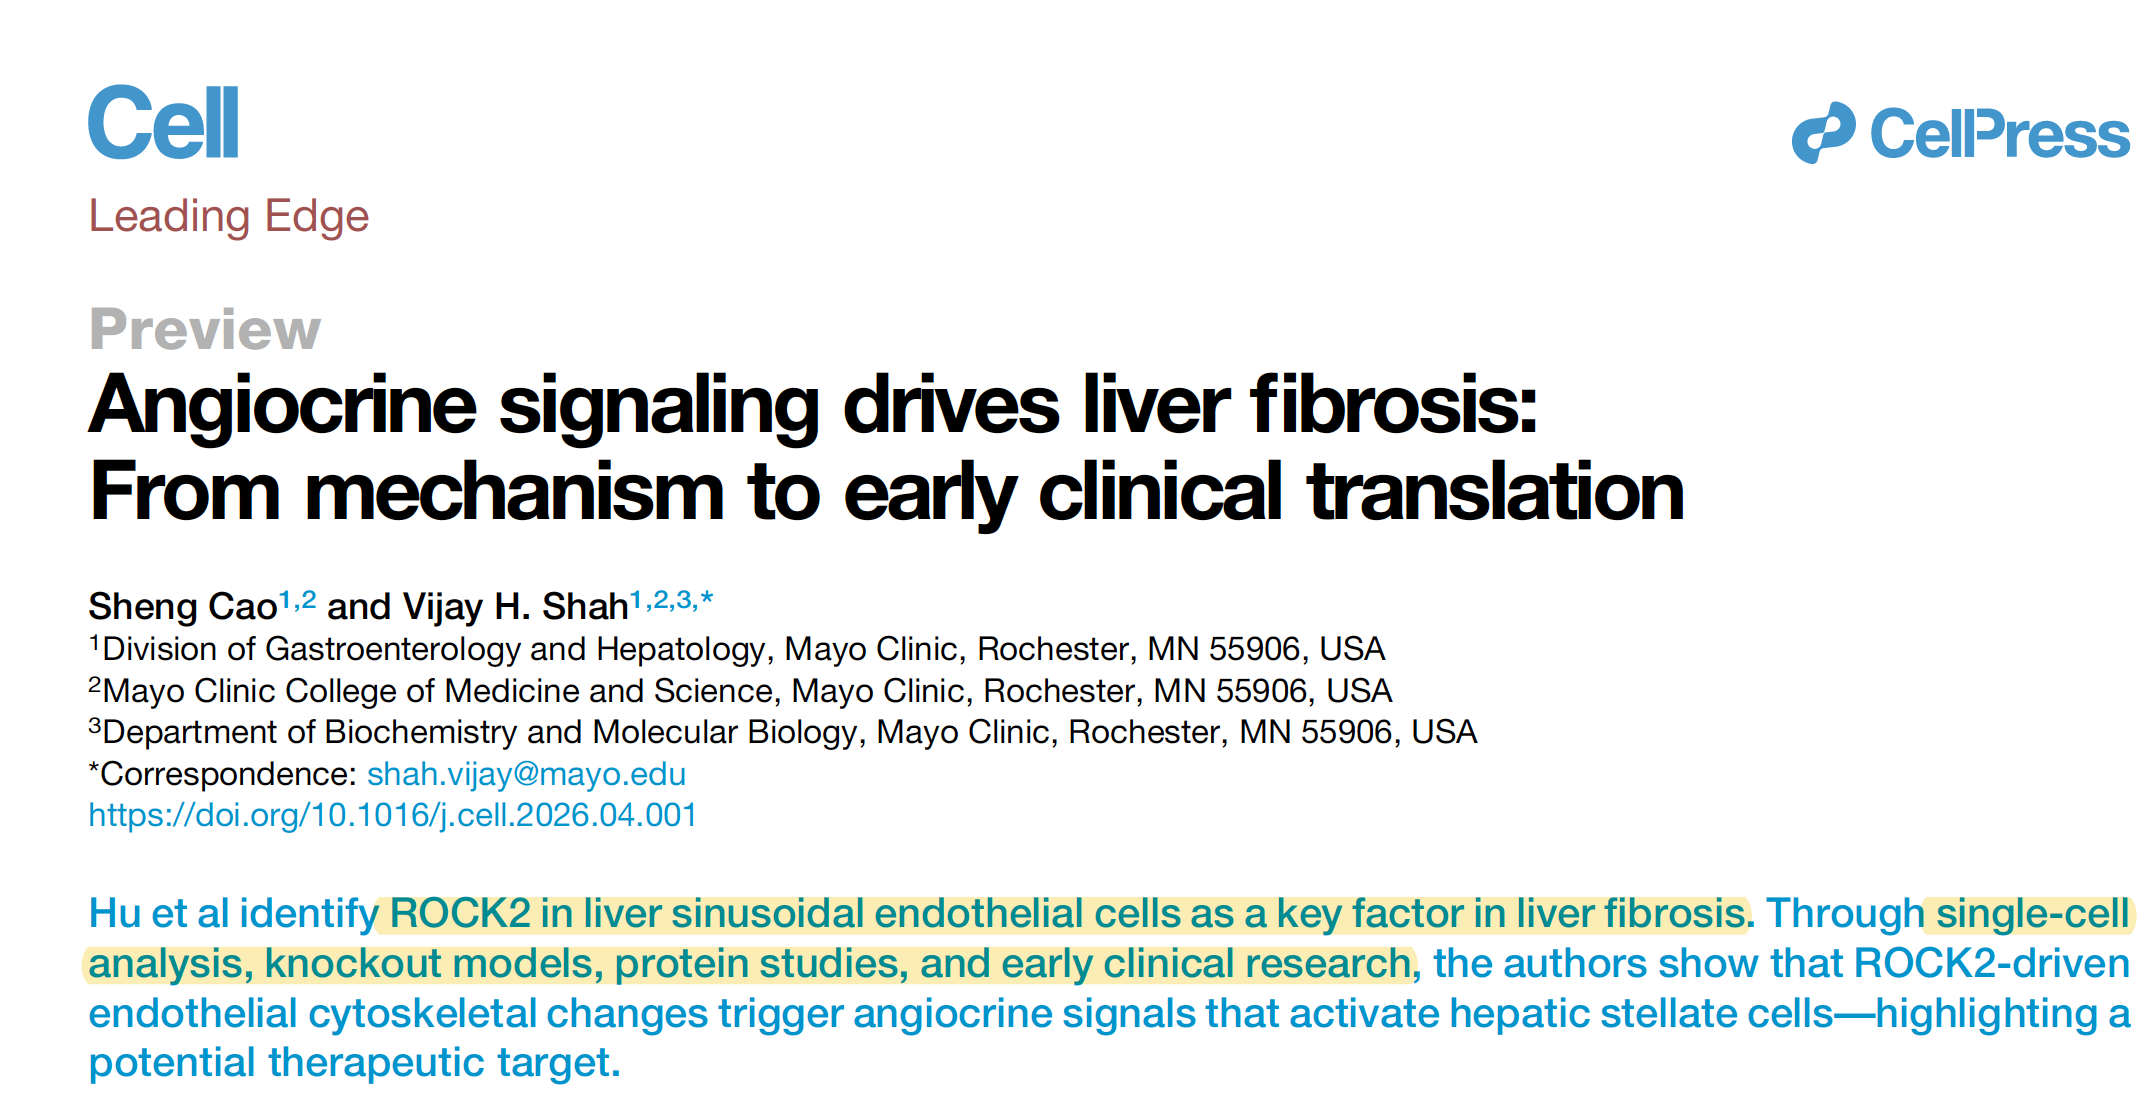 Cell
CellPress
Leading Edge
Preview
Angiocrine signaling drives liver fibrosis:
From mechanism to early clinical translation
Sheng Cao1,2 and Vijay H. Shah1,2,3,*
1Division of Gastroenterology and Hepatology, Mayo Clinic, Rochester, MN 55906, USA
2Mayo Clinic College of Medicine and Science, Mayo Clinic, Rochester, MN 55906, USA
3Department of Biochemistry and Molecular Biology, Mayo Clinic, Rochester, MN 55906, USA
*Correspondence: shah.vijay@mayo.edu
https://doi.org/10.1016/j.cell.2026.04.001
Hu et al identify ROCK2 in liver sinusoidal endothelial cells as a key factor in liver fibrosis. Through single-cell
analysis, knockout models, protein studies, and early clinical research, the authors show that ROCK2-driven
endothelial cytoskeletal changes trigger angiocrine signals that activate hepatic stellate cells—highlighting a
potential therapeutic target.